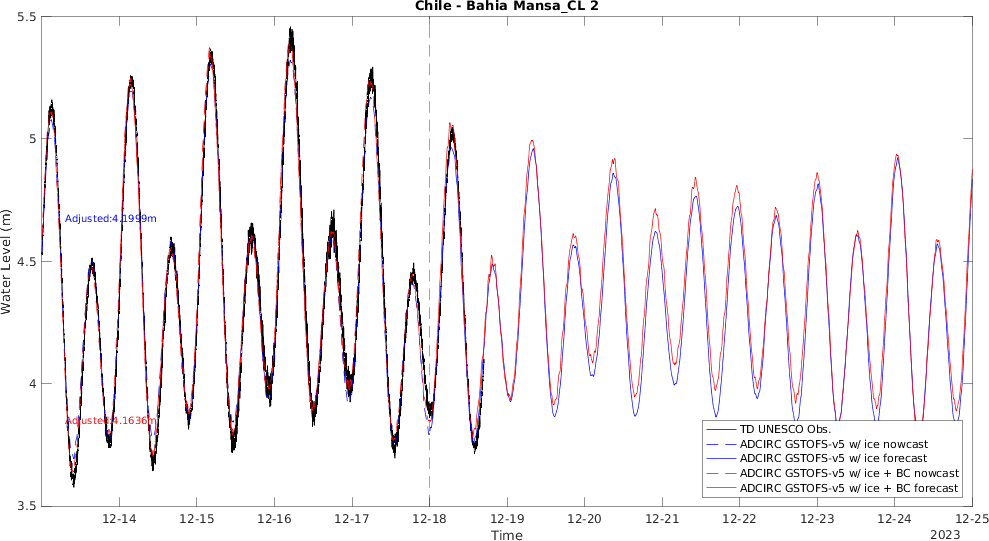 Chile - Bahia Mansa_CL 2
5.5
5
4.5
4
3.5
Water Level (m)
Adjusted:4.1999m
Adjusted:4.1636m
TD UNESCO Obs.
ADCIRC GSTOFS-v5 w/ ice nowcast
ADCIRC GSTOFS-v5 w/ ice forecast
ADCIRC GSTOFS-v5 w/ ice + BC nowcast
ADCIRC GSTOFS-v5 w/ ice + BC forecast
12-14 12-15 12-16 12-17 12-18 12-19 12-20 12-21 12-22 12-23 12-24 12-25
Time
2023